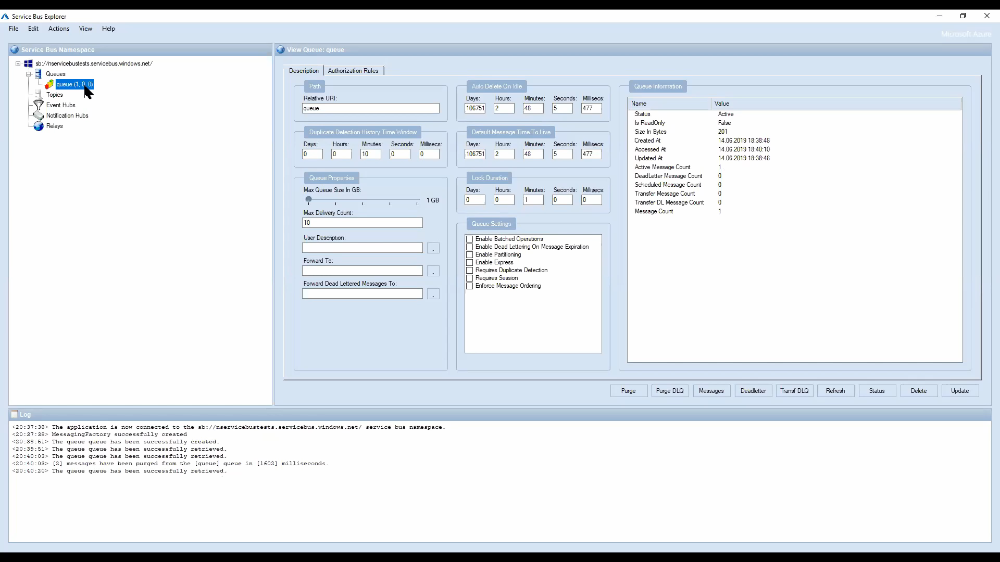 Service Bus Explorer
File Edit Actions View Help
Microsoft Azure
Service Bus Namespace
sb://nservicebustests.servicebus.windows.net/
Queues
queue (1, 0, 0)
Topics
Event Hubs
Notification Hubs
Relays
View Queue: queue
Description Authorization Rules
Path
Relative URI:
queue
Duplicate Detection History Time Window
Days: Hours: Minutes: Seconds: Millisecs:
0 0 10 0 0
Queue Properties
Max Queue Size In GB:
1 GB
Max Delivery Count:
10
User Description:
..
Forward To:
..
Forward Dead Lettered Messages To:
..
Auto Delete On Idle
Days: Hours: Minutes: Seconds: Millisecs:
106751 2 48 5 477
Default Message Time To Live
Days: Hours: Minutes: Seconds: Millisecs:
106751 2 48 5 477
Lock Duration
Days: Hours: Minutes: Seconds: Millisecs:
0 0 1 0 0
Queue Settings
Enable Batched Operations
Enable Dead Lettering On Message Expiration
Enable Partitioning
Enable Express
Requires Duplicate Detection
Requires Session
Enforce Message Ordering
Queue Information
Name Value
Status Active
Is ReadOnly False
Size In Bytes 201
Created At 14.06.2019 18:38:48
Accessed At 14.06.2019 18:40:10
Updated At 14.06.2019 18:38:48
Active Message Count 1
DeadLetter Message Count 0
Scheduled Message Count 0
Transfer Message Count 0
Transfer DL Message Count 0
Message Count 1
Purge Purge DLQ Messages Deadletter Transf DLQ Refresh Status Delete Update
Log
<20:37:38> The application is now connected to the sb://nservicebustests.servicebus.windows.net/ service bus namespace.
<20:37:38> MessagingFactory successfully created
<20:38:51> The queue queue has been successfully created.
<20:39:51> The queue queue has been successfully retrieved.
<20:40:03> The queue queue has been successfully retrieved.
<20:40:03> [2] messages have been purged from the [queue] queue in [1602] milliseconds.
<20:40:20> The queue queue has been successfully retrieved.